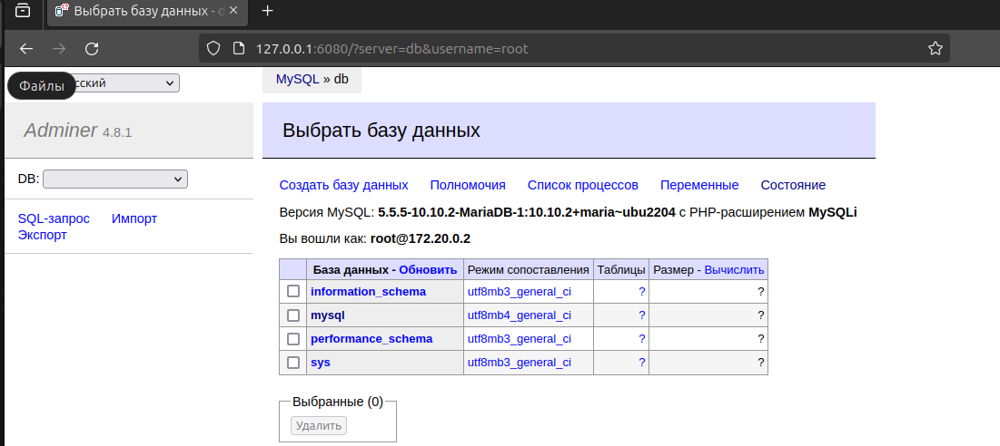 Выбрать базу данных - d
127.0.0.1:6080/?server=db&username=root
Файлы
сский
MySQL » db
Adminer 4.8.1
Выбрать базу данных
DB:
SQL-запрос Импорт
Экспорт
Создать базу данных Полномочия Список процессов Переменные Состояние
Версия MySQL: 5.5.5-10.10.2-MariaDB-1:10.10.2+maria~ubu2204 с PHP-расширением MySQLi
Вы вошли как: root@172.20.0.2
База данных - Обновить Режим сопоставления Таблицы Размер - Вычислить
information_schema utf8mb3_general_ci ? ?
mysql utf8mb4_general_ci ? ?
performance_schema utf8mb3_general_ci ? ?
sys utf8mb3_general_ci ? ?
Выбранные (0)
Удалить